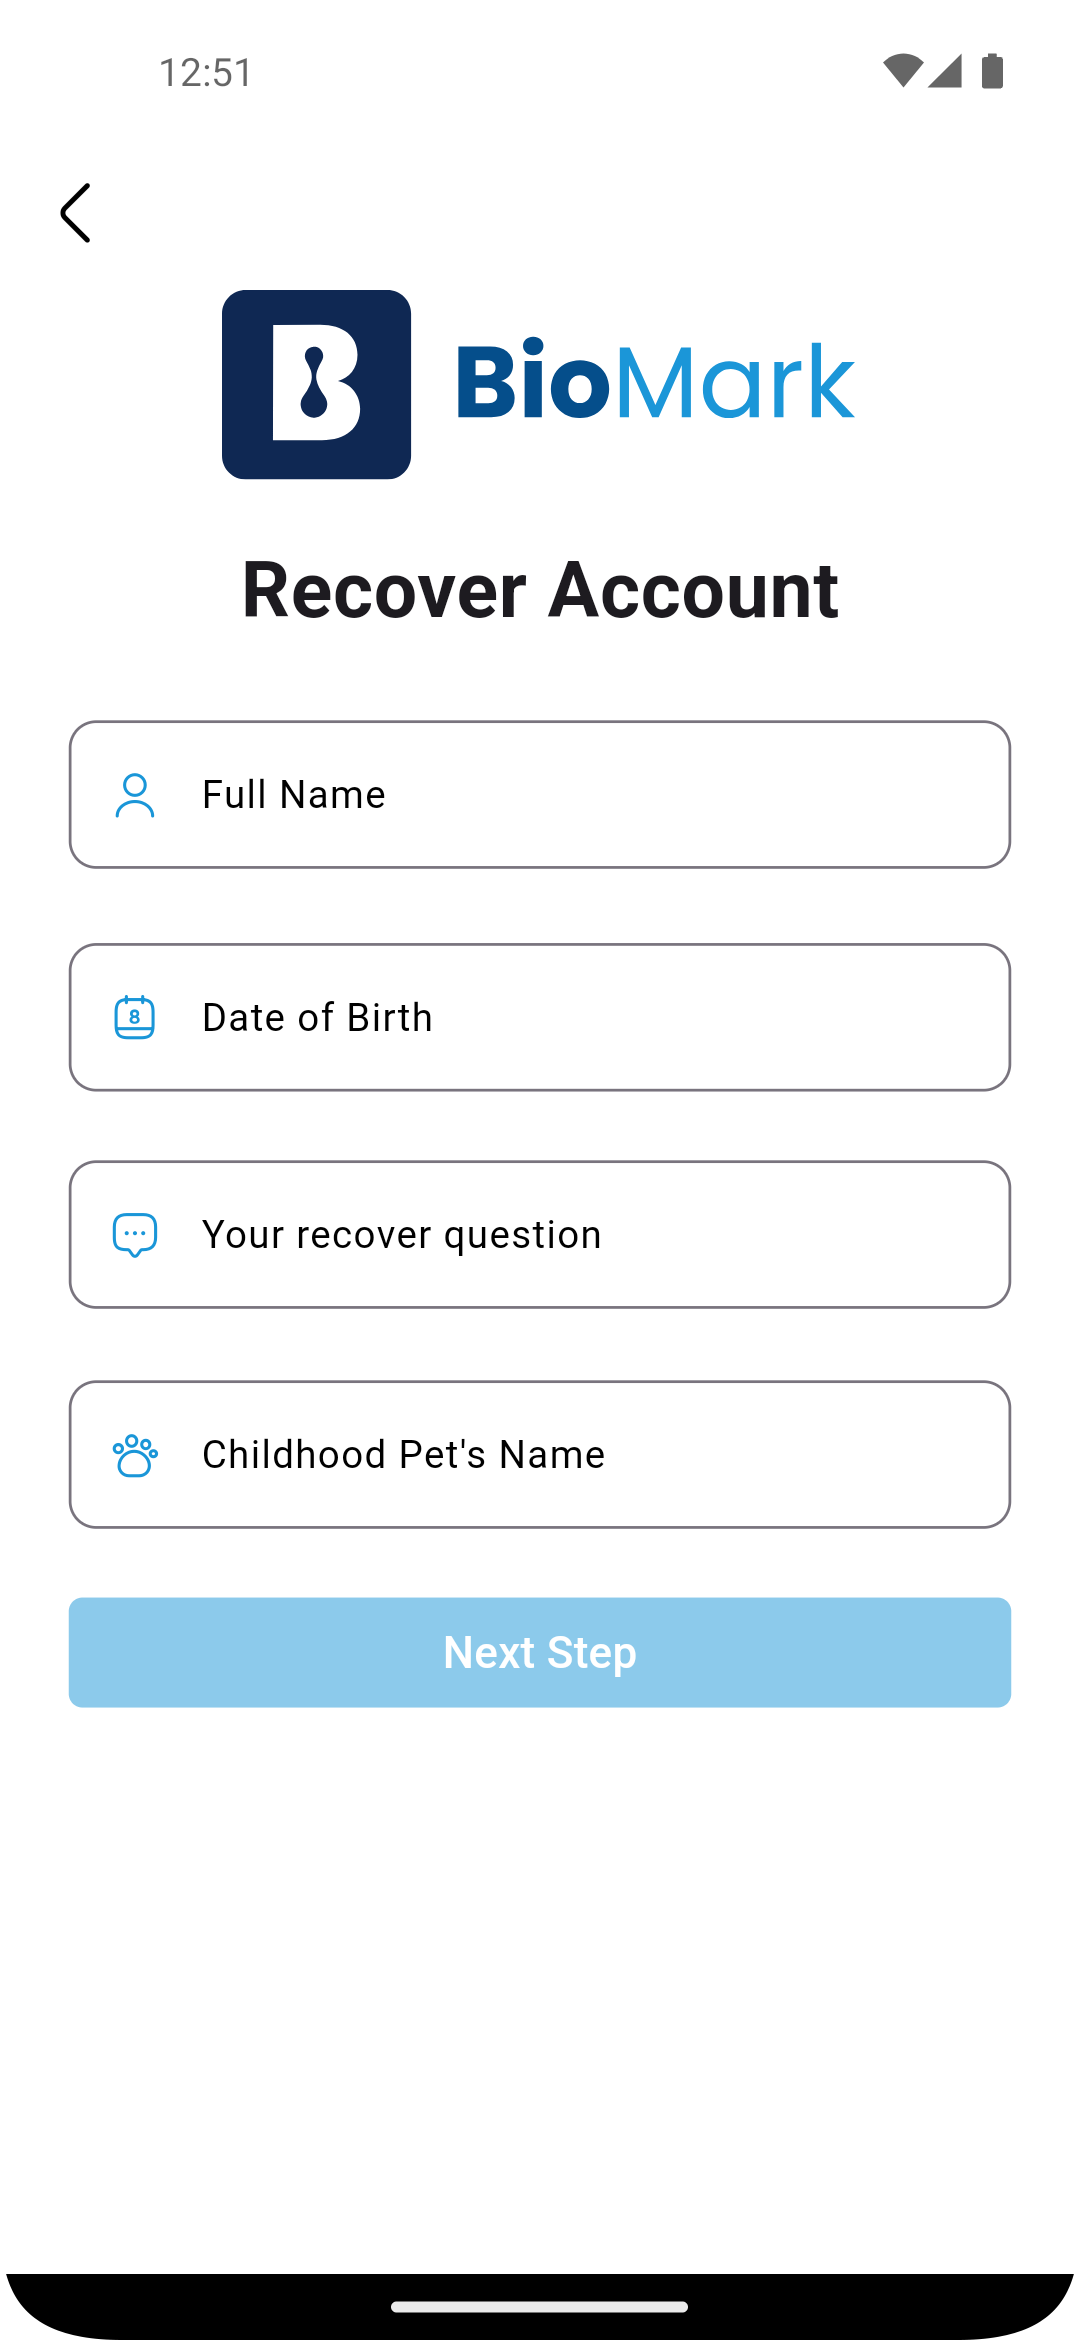 12:51
B BioMark
Recover Account
Full Name
8 Date of Birth
Your recover question
Childhood Pet's Name
Next Step